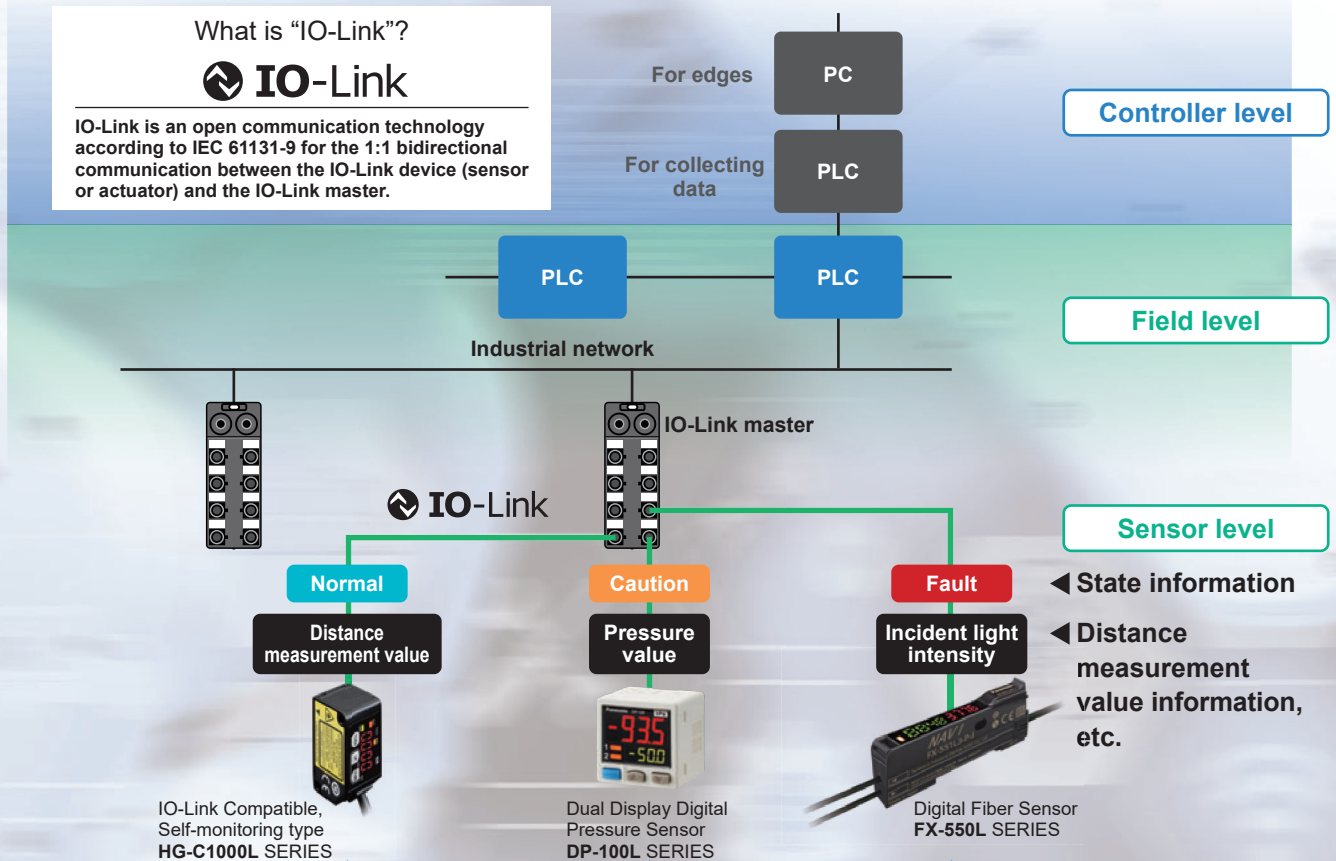 What is “IO-Link”?
IO-Link
IO-Link is an open communication technology
according to IEC 61131-9 for the 1:1 bidirectional
communication between the IO-Link device (sensor
or actuator) and the IO-Link master.
For edges
PC
Controller level
For collecting
data
PLC
PLC
PLC
Field level
Industrial network
IO-Link master
IO-Link
Sensor level
Normal
Caution
Fault
◀ State information
Distance
measurement value
Pressure
value
Incident light
intensity
◀ Distance
measurement
value information,
etc.
-93.5
-50.0
NAVI
IO-Link Compatible,
Self-monitoring type
HG-C1000L SERIES
Dual Display Digital
Pressure Sensor
DP-100L SERIES
Digital Fiber Sensor
FX-550L SERIES